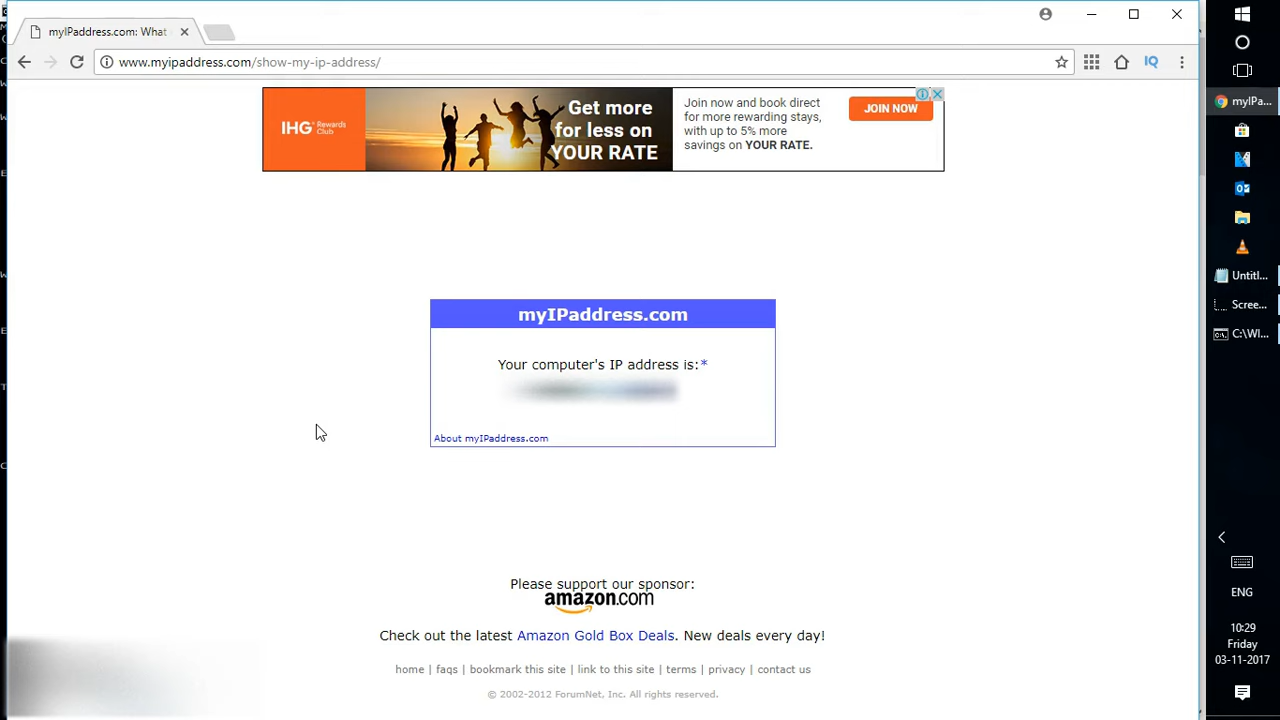 myIPaddress.com: What
www.myipaddress.com/show-my-ip-address/
IQ
IHG® Rewards
Club
Get more
for less on
YOUR RATE
Join now and book direct
for more rewarding stays,
with up to 5% more
savings on YOUR RATE.
JOIN NOW
myIPaddress.com
Your computer's IP address is:*
About myIPaddress.com
Please support our sponsor:
amazon.com
Check out the latest Amazon Gold Box Deals. New deals every day!
home | faqs | bookmark this site | link to this site | terms | privacy | contact us
© 2002-2012 ForumNet, Inc. All rights reserved.
myIPa...
Untitl...
Scree...
C:\WI...
ENG
10:29
Friday
03-11-2017